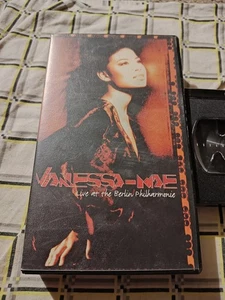 VANESSA-MAE
Live at the Berlin Philharmonie